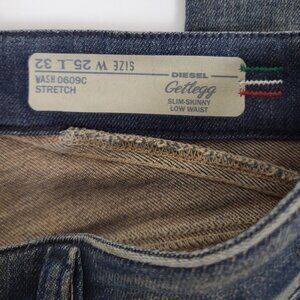 SIZE W 25 L 32
WASH 0609C
STRETCH
DIESEL
Getlegg
SLIM-SKINNY
LOW WAIST